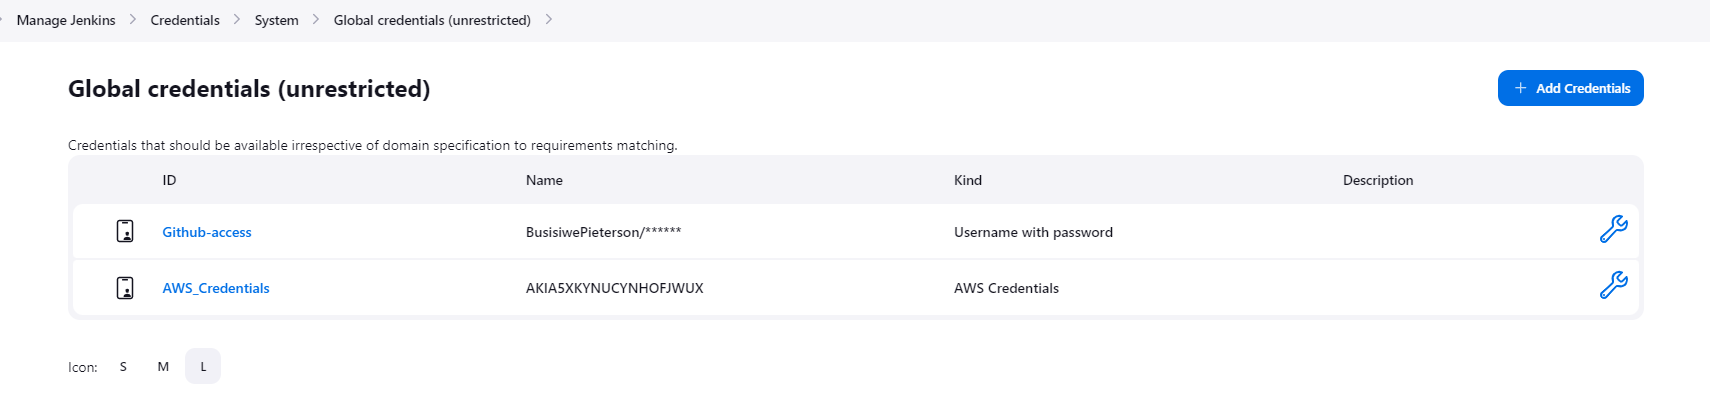 Manage Jenkins > Credentials > System > Global credentials (unrestricted) >
Global credentials (unrestricted)
+ Add Credentials
Credentials that should be available irrespective of domain specification to requirements matching.
ID Name Kind Description
Github-access BusisiwePieterson/****** Username with password
AWS_Credentials AKIA5XKYNUCYNHOFJWUX AWS Credentials
Icon: S M L